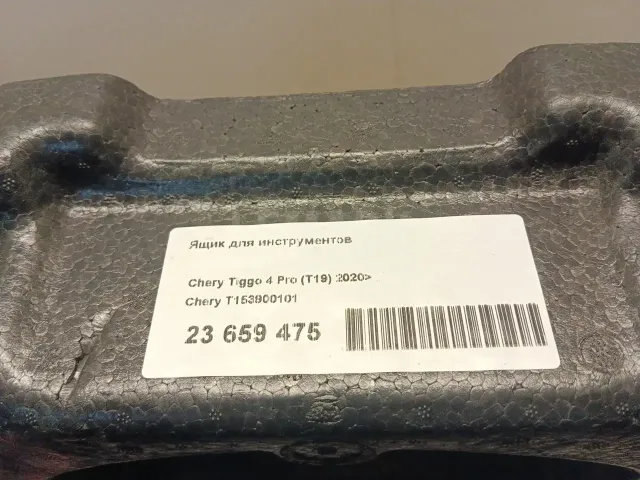 Ящик для инструментов
Chery Tiggo 4 Pro (T19) 2020>
Chery T153900101
23 659 475